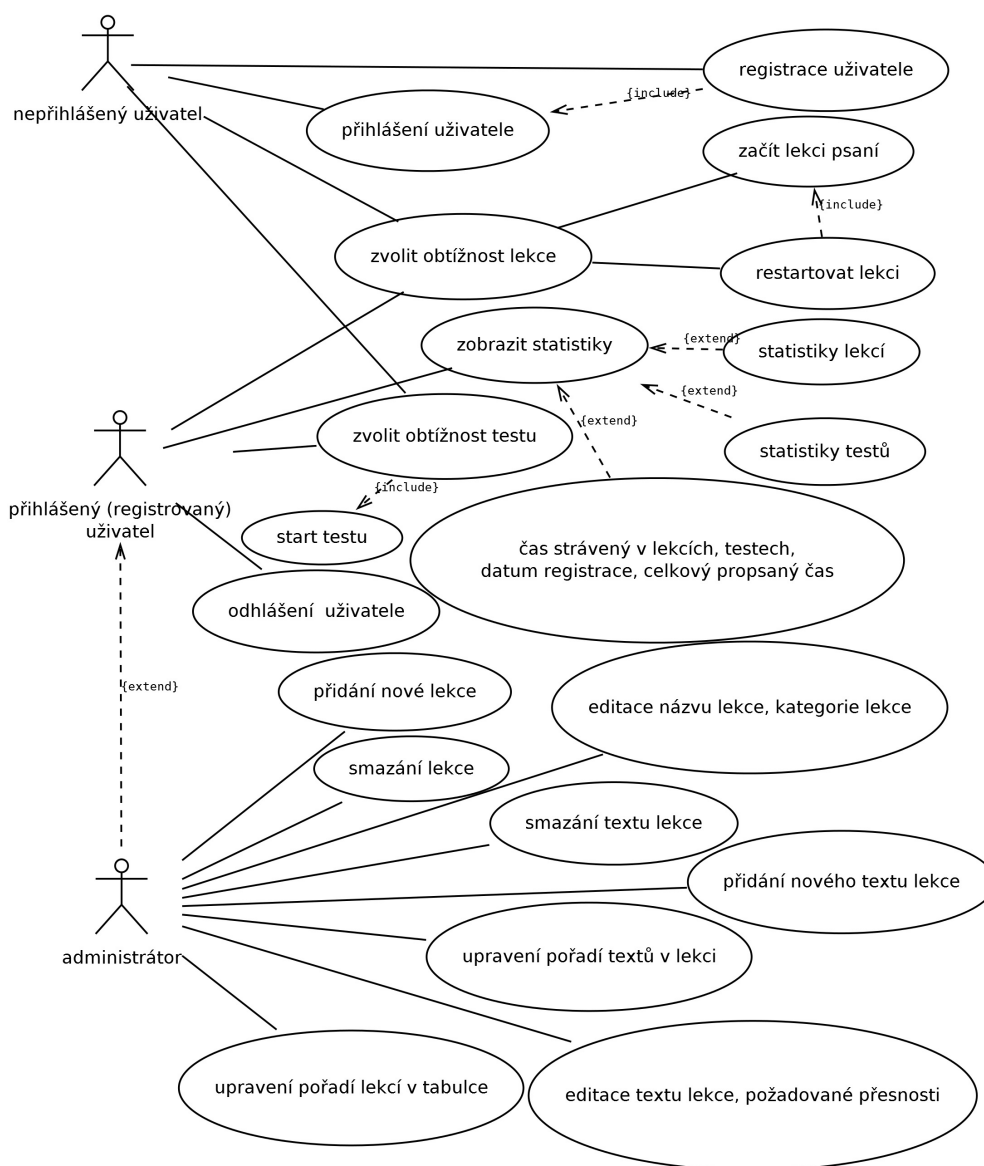 registrace uživatele
{include}
nepřihlášený uživatel
přihlášení uživatele
začít lekci psaní
{include}
zvolit obtížnost lekce
restartovat lekci
zobrazit statistiky
{extend}
statistiky lekcí
{extend}
{extend}
zvolit obtížnost testu
statistiky testů
{include}
přihlášený (registrovaný)
uživatel
start testu
čas strávený v lekcích, testech,
datum registrace, celkový propsaný čas
odhlášení  uživatele
{extend}
přidání nové lekce
editace názvu lekce, kategorie lekce
smazání lekce
smazání textu lekce
přidání nového textu lekce
administrátor
upravení pořadí textů v lekci
upravení pořadí lekcí v tabulce
editace textu lekce, požadované přesnosti